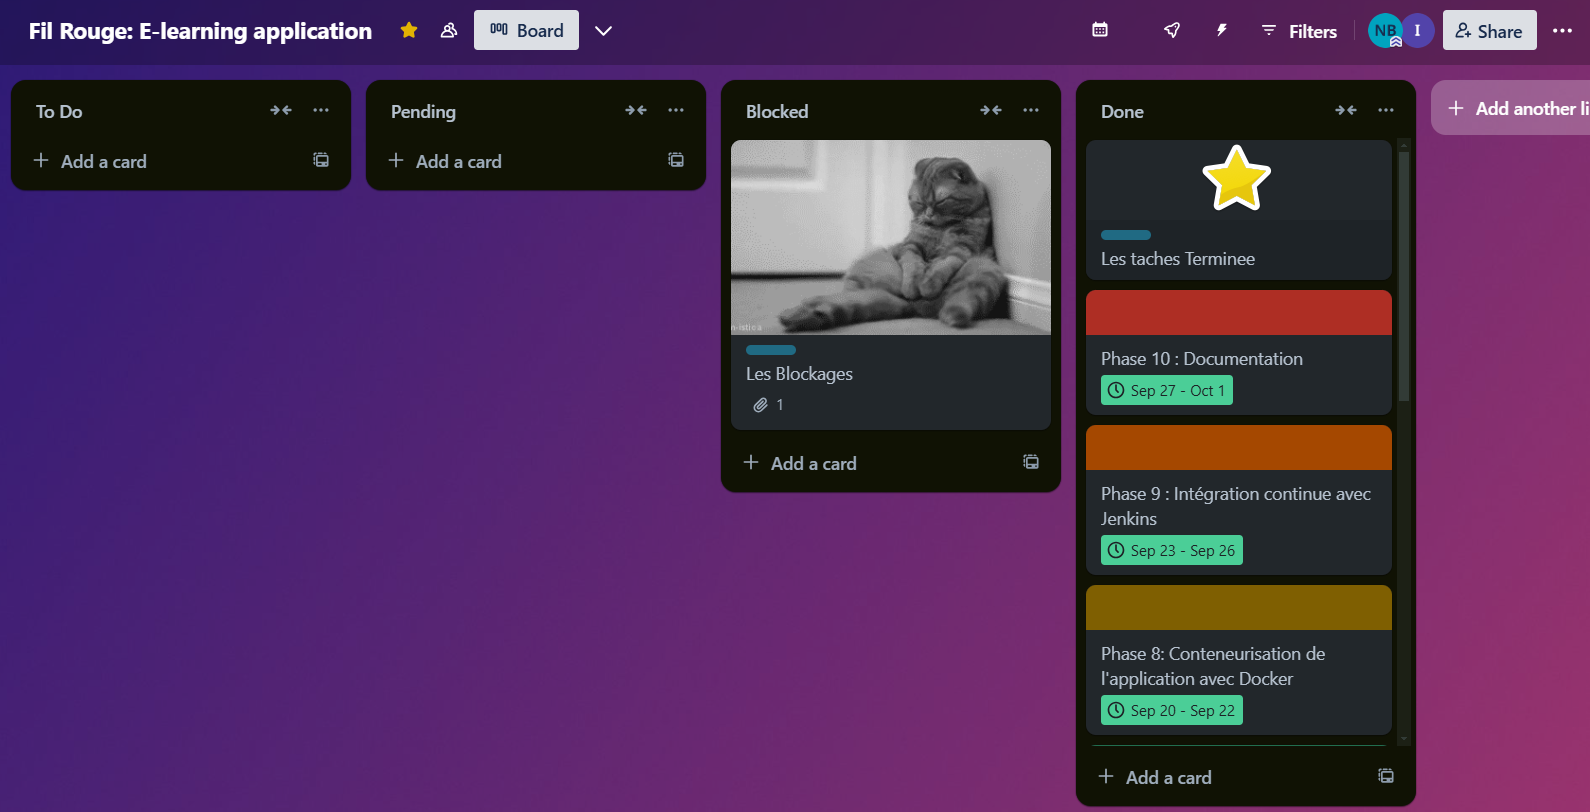 Fil Rouge: E-learning application
Board
Filters
NB
I
Share
To Do
Add a card
Pending
Add a card
Blocked
Les Blockages
1
Add a card
Done
Les taches Terminee
Phase 10 : Documentation
Sep 27 - Oct 1
Phase 9 : Intégration continue avec
Jenkins
Sep 23 - Sep 26
Phase 8: Conteneurisation de
l'application avec Docker
Sep 20 - Sep 22
Add a card
Add another li